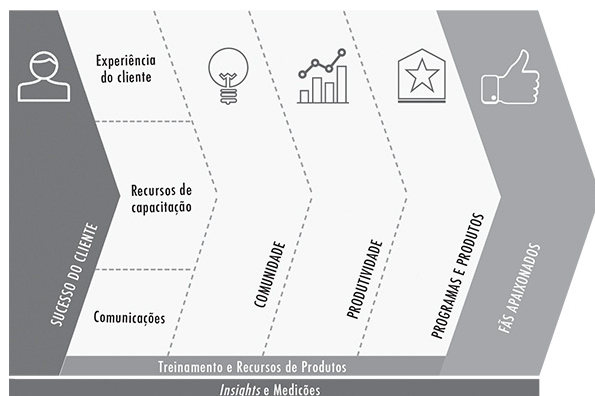 Experiência
do cliente
Recursos de
capacitação
Comunicações
SUCESSO DO CLIENTE
COMUNIDADE
PRODUTIVIDADE
PROGRAMAS E PRODUTOS
FÃS APAIXONADOS
Treinamento e Recursos de Produtos
Insights e Medições